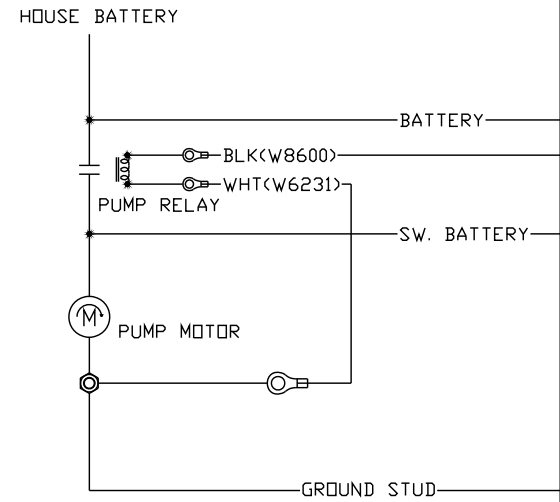 HOUSE BATTERY
BATTERY
BLK(W8600)
WHT(W6231)
PUMP RELAY
SW. BATTERY
M
PUMP MOTOR
GROUND STUD